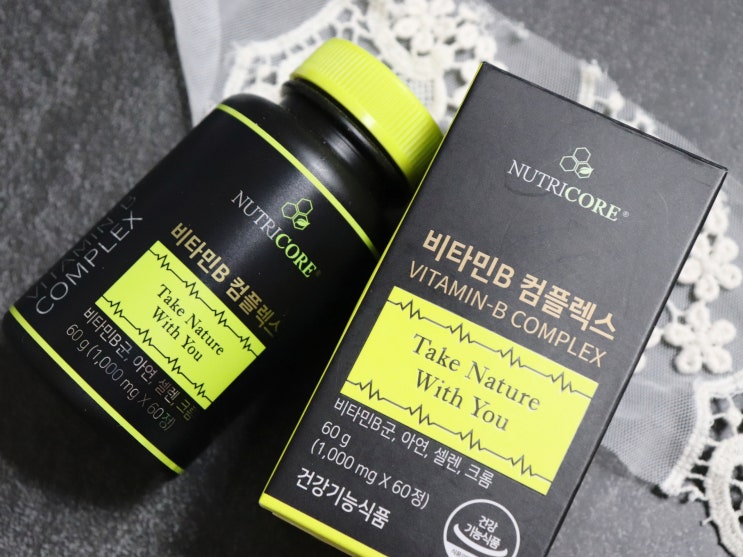 NUTRICORE
비타민B 컴플렉스
Take Nature
With You
비타민B군, 아연, 셀렌, 크롬
60 g (1,000 mg X 60정)
COMPLEX
NUTRICORE®
비타민B 컴플렉스
VITAMIN-B COMPLEX
Take Nature
With You
비타민B군, 아연, 셀렌, 크롬
60 g
(1,000 mg X 60정)
건강기능식품
건강
기능식품